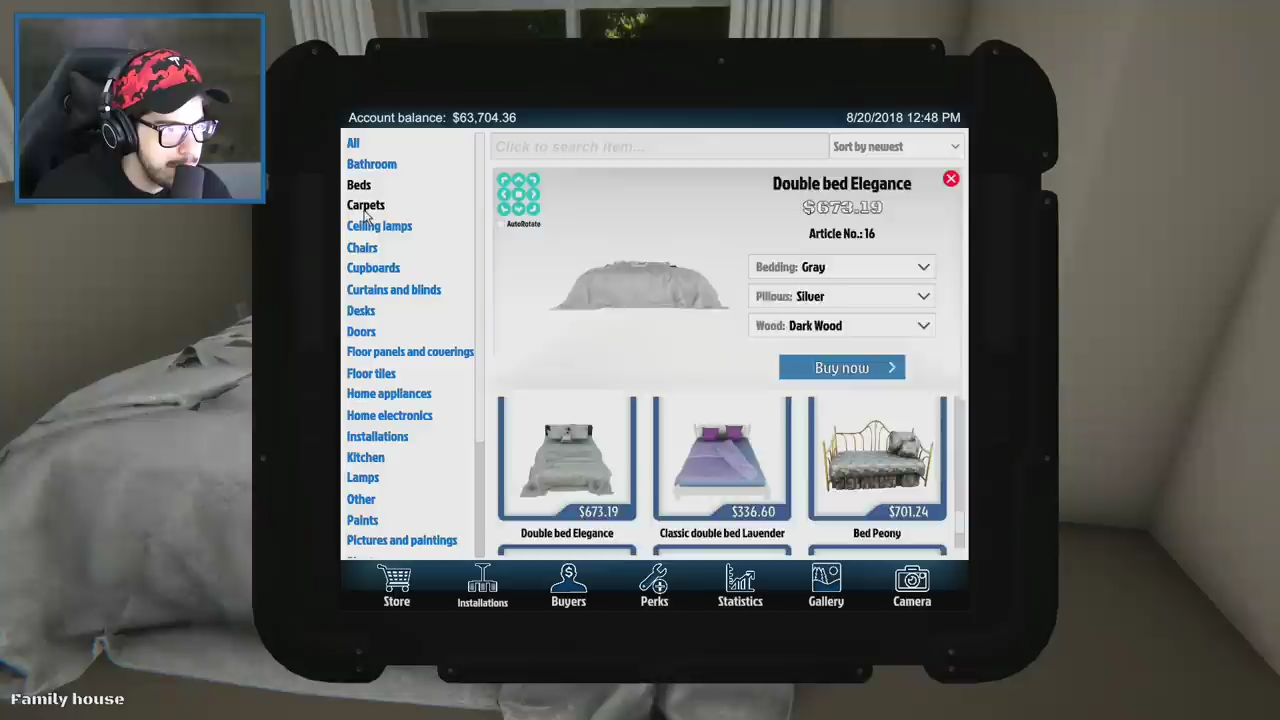 Account balance: $63,704.36
8/20/2018 12:48 PM
All
Bathroom
Beds
Carpets
Ceiling lamps
Chairs
Cupboards
Curtains and blinds
Desks
Doors
Floor panels and coverings
Floor tiles
Home appliances
Home electronics
Installations
Kitchen
Lamps
Other
Paints
Pictures and paintings
Click to search item...
Sort by newest
AutoRotate
Double bed Elegance
$673.19
Article No.: 16
Bedding: Gray
Pillows: Silver
Wood: Dark Wood
Buy now
$673.19
$336.60
$701.24
Double bed Elegance
Classic double bed Lavender
Bed Peony
Store
Installations
Buyers
Perks
Statistics
Gallery
Camera
Family house